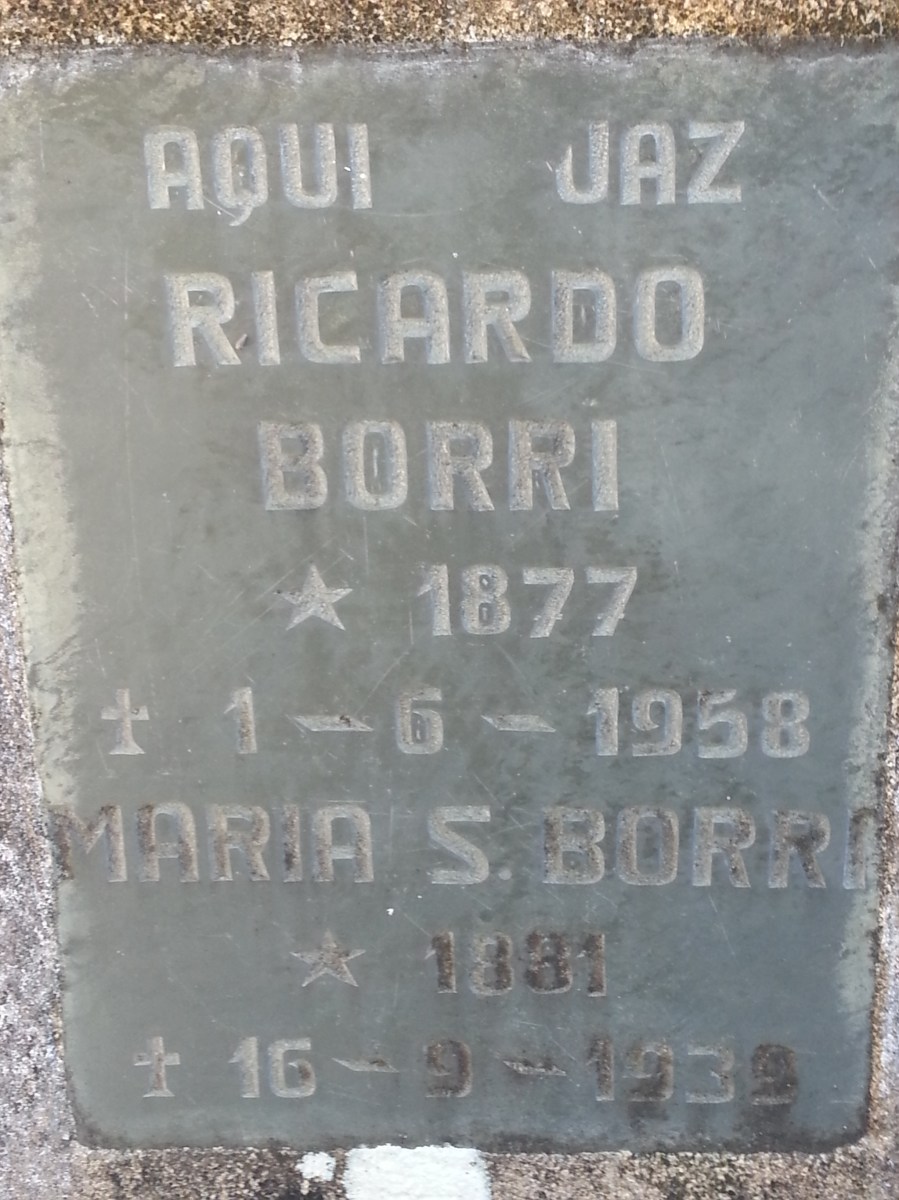 AQUI JAZ
RICARDO
BORRI
★ 1877
✝ 1 - 6 - 1958
MARIA S. BORRI
★ 1881
✝ 16 - 9 - 1939